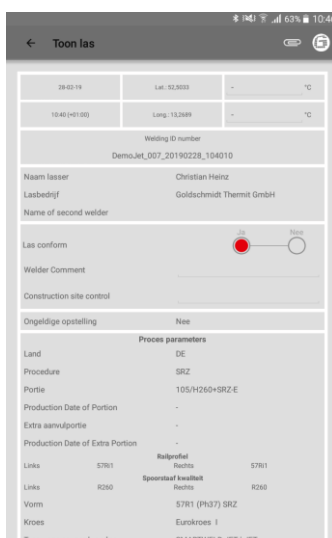 63% 10:40
Toon las
28-02-19 Lat.: 52,5033 - °C
10:40 (+01:00) Long.: 13,2689 - °C
Welding ID number
DemoJet_007_20190228_104010
Naam lasser Christian Heinz
Lasbedrijf Goldschmidt Thermit GmbH
Name of second welder
Ja Nee
Las conform
Welder Comment
Construction site control
Ongeldige opstelling Nee
Proces parameters
Land DE
Procedure SRZ
Portie 105/H260+SRZ-E
Production Date of Portion -
Extra aanvulportie -
Production Date of Extra Portion -
Railprofiel
Links 57Ri1 Rechts 57Ri1
Spoorstaaf kwaliteit
Links R260 Rechts R260
Vorm 57R1 (Ph37) SRZ
Kroes Eurokroes I